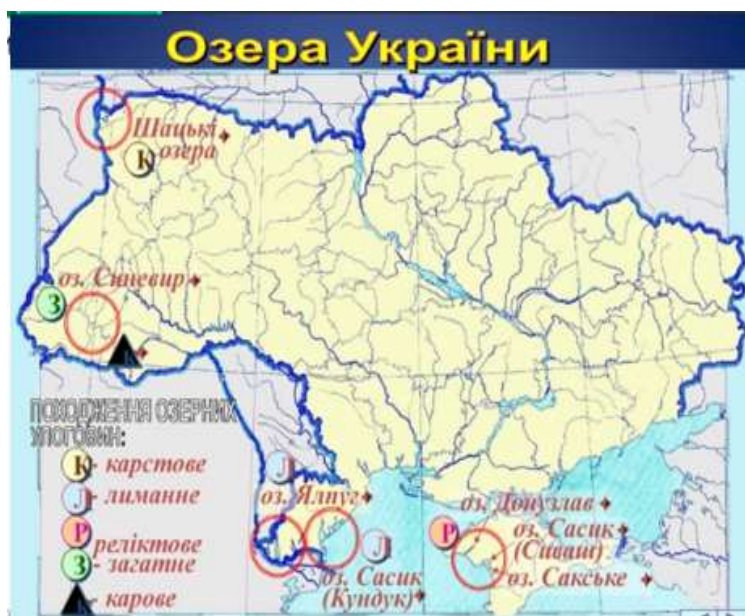 Озера України
Шацькі
озера
К
оз. Синевир
З
ПОХОДЖЕННЯ ОЗЕРНИХ
УЛОГОВИН:
К - карстове
Л - лиманне
Р
реліктове
З - загатне
- карове
Л
оз. Ялпуг
Л
оз. Сасик
(Кундук)
Р
оз. Донузлав
оз. Сасик
(Сиваш)
оз. Сакське